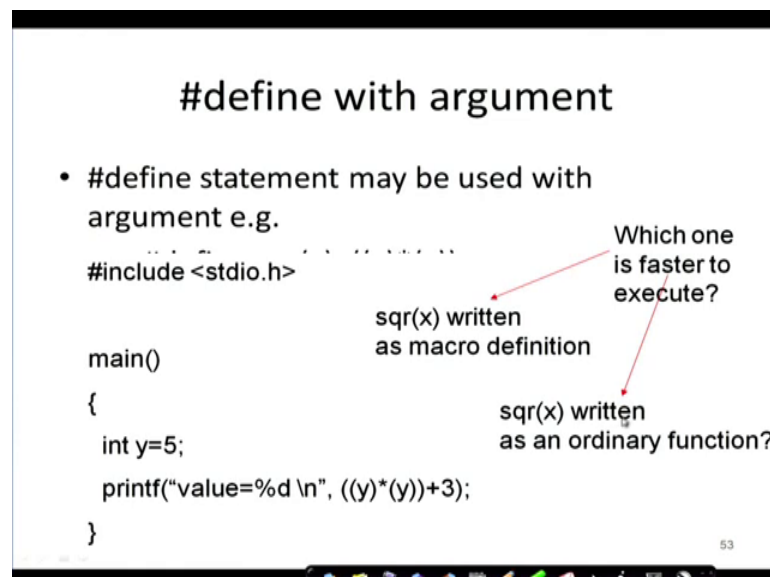 #define with argument
• #define statement may be used with
argument e.g.
#include <stdio.h>
main()
{
int y=5;
printf(“value=%d \n”, ((y)*(y))+3);
}
Which one
is faster to
execute?
sqr(x) written
as macro definition
sqr(x) written
as an ordinary function?
53